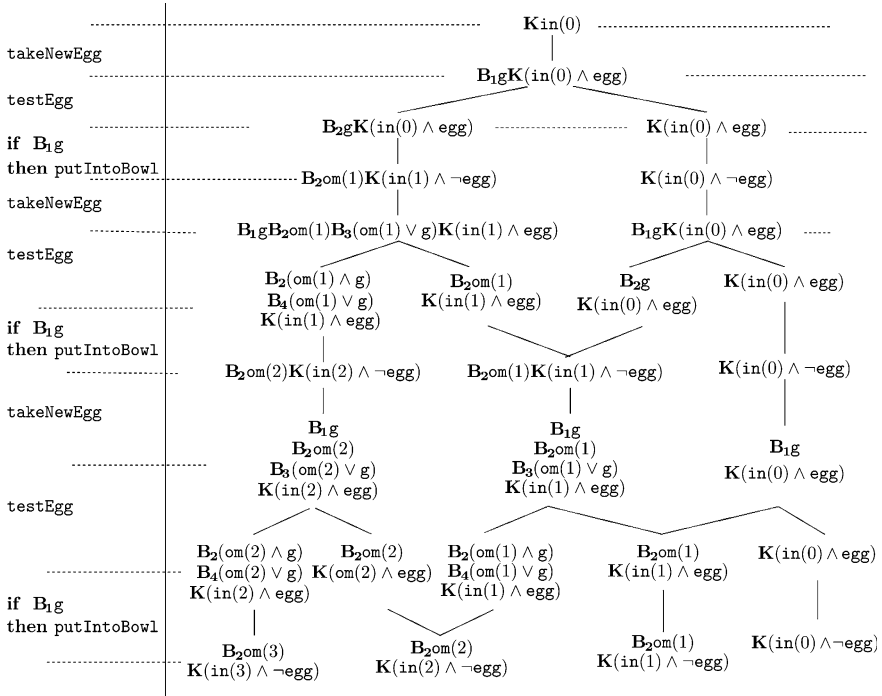 Kin(0)
takeNewEgg
B₁gK(in(0) ∧ egg)
testEgg
B₂gK(in(0) ∧ egg) K(in(0) ∧ egg)
if B₁g
then putIntoBowl
B₂om(1)K(in(1) ∧ ¬egg) K(in(0) ∧ ¬egg)
takeNewEgg
B₁gB₂om(1)B₃(om(1) ∨ g)K(in(1) ∧ egg) B₁gK(in(0) ∧ egg)
testEgg
B₂(om(1) ∧ g) B₂om(1) B₂g K(in(0) ∧ egg)
B₄(om(1) ∨ g) K(in(1) ∧ egg) K(in(0) ∧ egg)
K(in(1) ∧ egg)
if B₁g
then putIntoBowl
B₂om(2)K(in(2) ∧ ¬egg) B₂om(1)K(in(1) ∧ ¬egg) K(in(0) ∧ ¬egg)
takeNewEgg
B₁g B₁g
B₂om(2) B₂om(1) B₁g
B₃(om(2) ∨ g) B₃(om(1) ∨ g) K(in(0) ∧ egg)
K(in(2) ∧ egg) K(in(1) ∧ egg)
testEgg
B₂(om(2) ∧ g) B₂om(2) B₂(om(1) ∧ g) B₂om(1) K(in(0) ∧ egg)
B₄(om(2) ∨ g) K(om(2) ∧ egg) B₄(om(1) ∨ g) K(in(1) ∧ egg)
K(in(2) ∧ egg) K(in(1) ∧ egg)
if B₁g
then putIntoBowl
B₂om(3) B₂om(2) B₂om(1) K(in(0) ∧¬egg)
K(in(3) ∧ ¬egg) K(in(2) ∧ ¬egg) K(in(1) ∧ ¬egg)